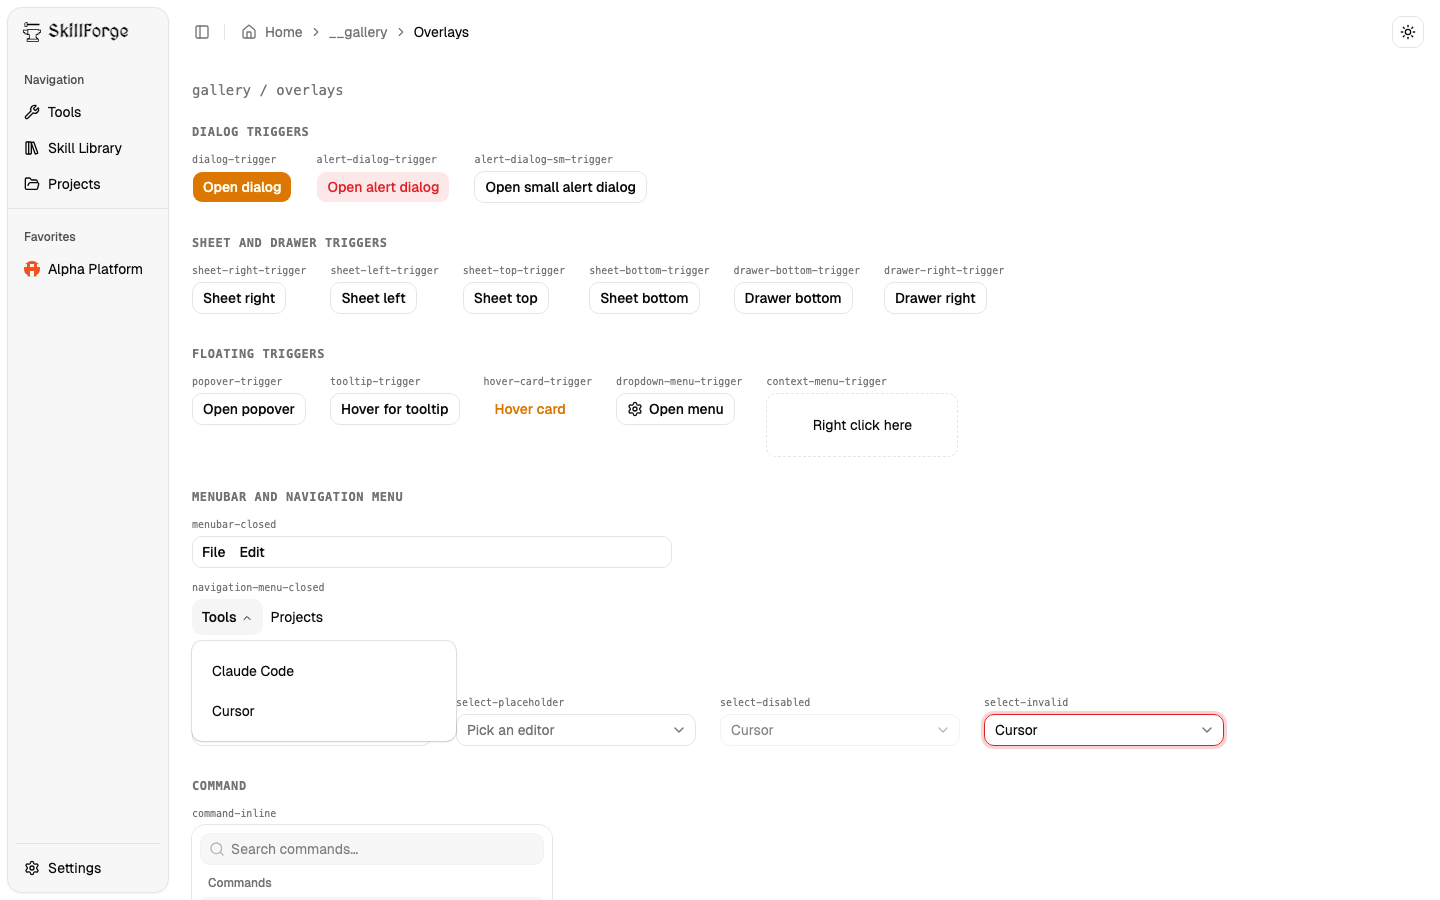 SkillForge
Navigation
Tools
Skill Library
Projects
Favorites
Alpha Platform
Settings
Home > __gallery > Overlays
gallery / overlays
DIALOG TRIGGERS
dialog-trigger alert-dialog-trigger alert-dialog-sm-trigger
Open dialog Open alert dialog Open small alert dialog
SHEET AND DRAWER TRIGGERS
sheet-right-trigger sheet-left-trigger sheet-top-trigger sheet-bottom-trigger drawer-bottom-trigger drawer-right-trigger
Sheet right Sheet left Sheet top Sheet bottom Drawer bottom Drawer right
FLOATING TRIGGERS
popover-trigger tooltip-trigger hover-card-trigger dropdown-menu-trigger context-menu-trigger
Open popover Hover for tooltip Hover card Open menu Right click here
MENUBAR AND NAVIGATION MENU
menubar-closed
File Edit
navigation-menu-closed
Tools Projects
Claude Code
Cursor
select-placeholder select-disabled select-invalid
Pick an editor Cursor Cursor
COMMAND
command-inline
Search commands...
Commands